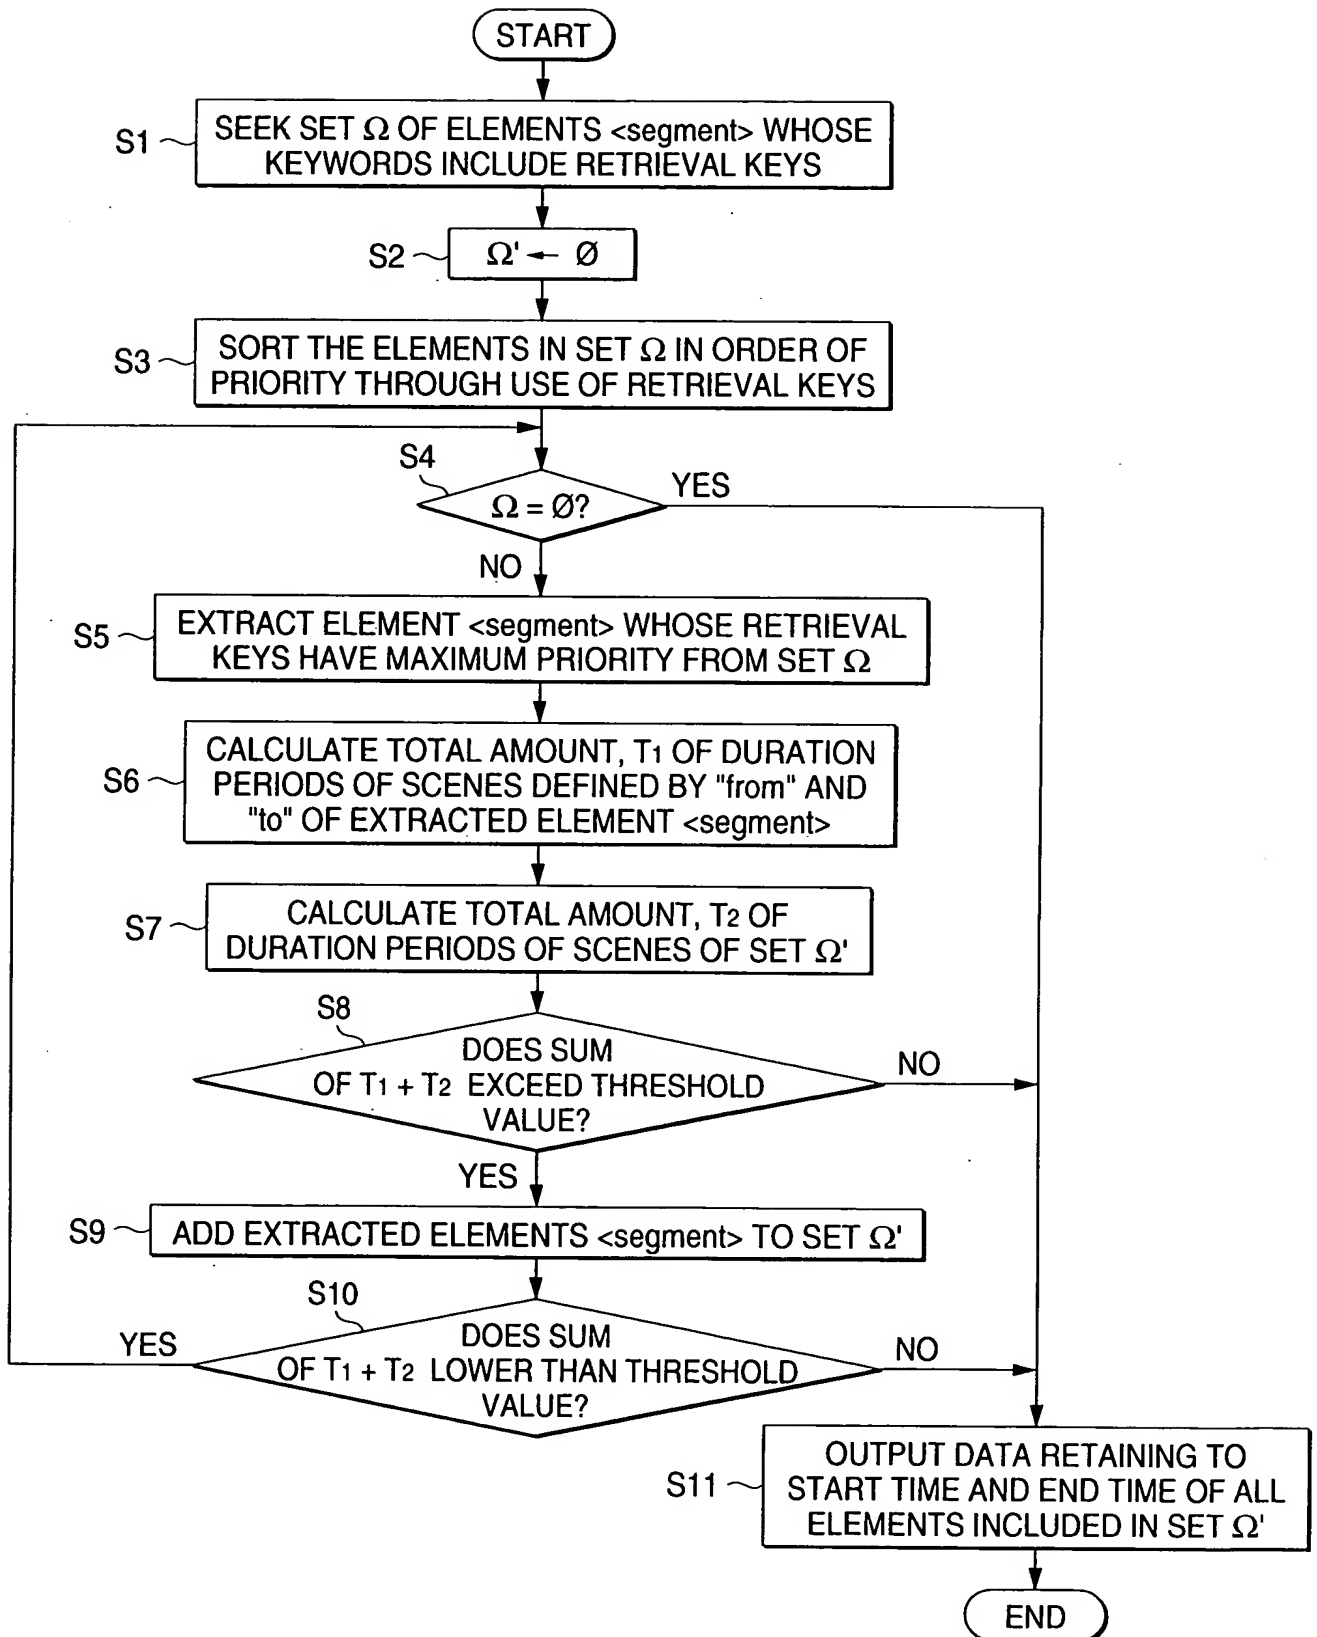 START
S1
SEEK SET Ω OF ELEMENTS <segment> WHOSE
KEYWORDS INCLUDE RETRIEVAL KEYS
S2
Ω' ← Ø
S3
SORT THE ELEMENTS IN SET Ω IN ORDER OF
PRIORITY THROUGH USE OF RETRIEVAL KEYS
S4
Ω = Ø?
YES
NO
S5
EXTRACT ELEMENT <segment> WHOSE RETRIEVAL
KEYS HAVE MAXIMUM PRIORITY FROM SET Ω
S6
CALCULATE TOTAL AMOUNT, T1 OF DURATION
PERIODS OF SCENES DEFINED BY "from" AND
"to" OF EXTRACTED ELEMENT <segment>
S7
CALCULATE TOTAL AMOUNT, T2 OF
DURATION PERIODS OF SCENES OF SET Ω'
S8
DOES SUM
OF T1 + T2 EXCEED THRESHOLD
VALUE?
NO
YES
S9
ADD EXTRACTED ELEMENTS <segment> TO SET Ω'
S10
DOES SUM
OF T1 + T2 LOWER THAN THRESHOLD
VALUE?
YES
NO
S11
OUTPUT DATA RETAINING TO
START TIME AND END TIME OF ALL
ELEMENTS INCLUDED IN SET Ω'
END